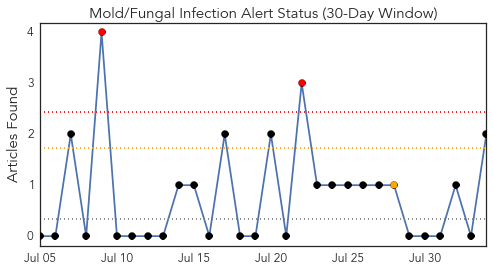 Mold/Fungal Infection Alert Status (30-Day Window)
Articles Found
4
3
2
1
0
Jul 05
Jul 10
Jul 15
Jul 20
Jul 25
Jul 30